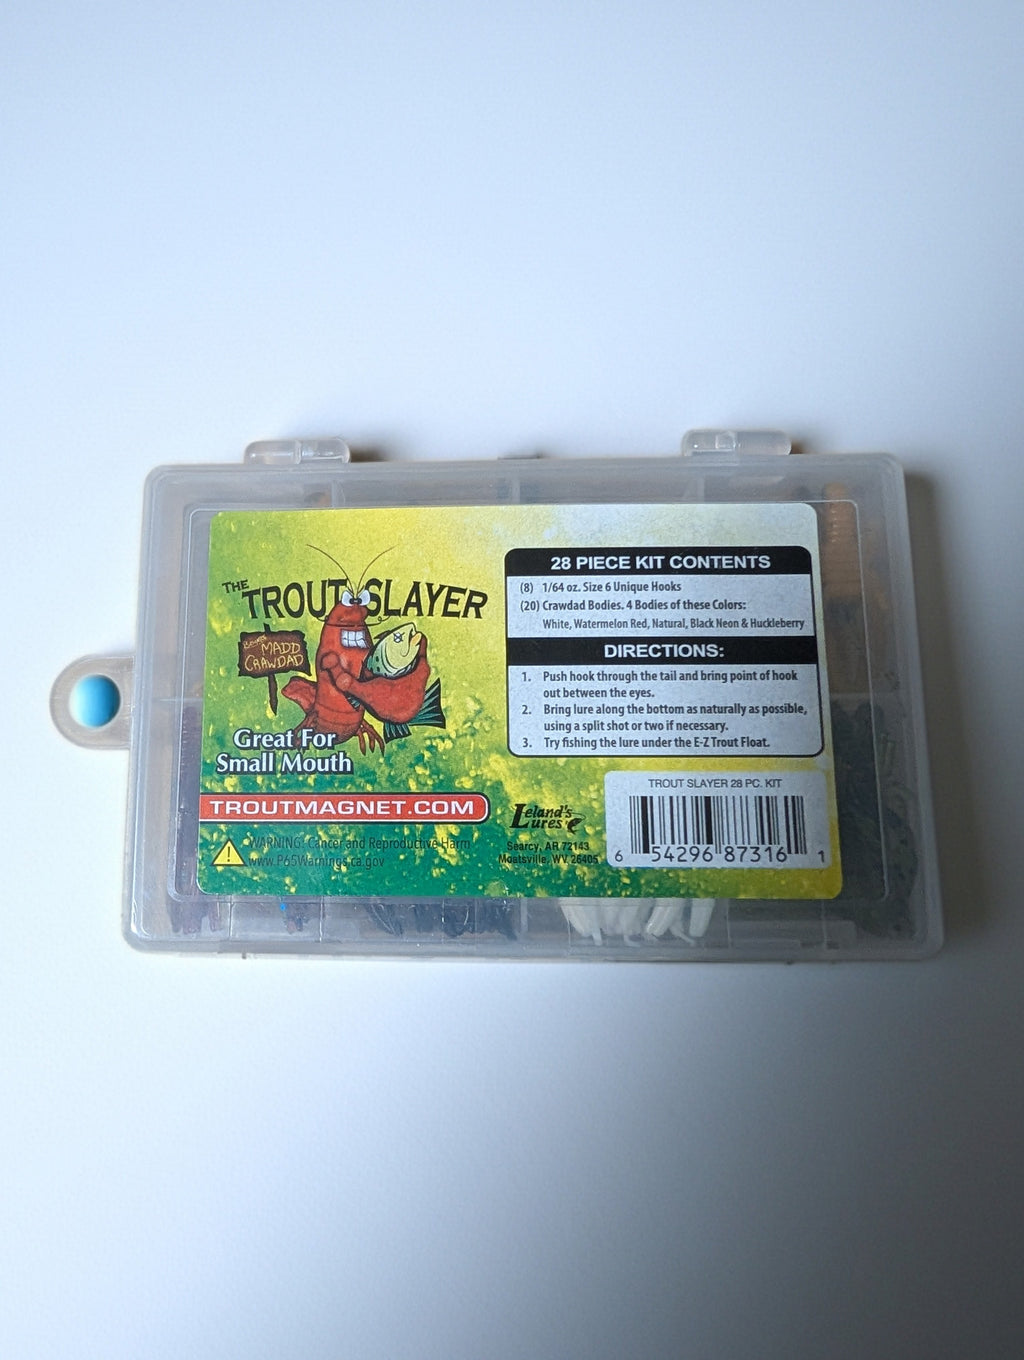 THE
TROUT SLAYER
Beware
MADD
CRAWDAD
Great For
Small Mouth
TROUTMAGNET.COM
WARNING: Cancer and Reproductive Harm
www.P65Warnings.ca.gov
28 PIECE KIT CONTENTS
(8) 1/64 oz. Size 6 Unique Hooks
(20) Crawdad Bodies. 4 Bodies of these Colors:
White, Watermelon Red, Natural, Black Neon & Huckleberry
DIRECTIONS:
1. Push hook through the tail and bring point of hook
out between the eyes.
2. Bring lure along the bottom as naturally as possible,
using a split shot or two if necessary.
3. Try fishing the lure under the E-Z Trout Float.
Leland's
Lures
Searcy, AR 72143
Moatsville, WV 26405
TROUT SLAYER 28 PC. KIT
6 54296 87316 1